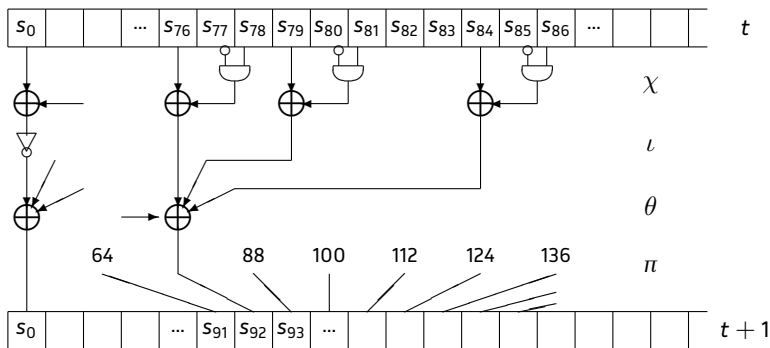 s0 ... s76 s77 s78 s79 s80 s81 s82 s83 s84 s85 s86 ... t
χ
ι
θ
64 88 100 112 124 136 π
s0 ... s91 s92 s93 ... t + 1